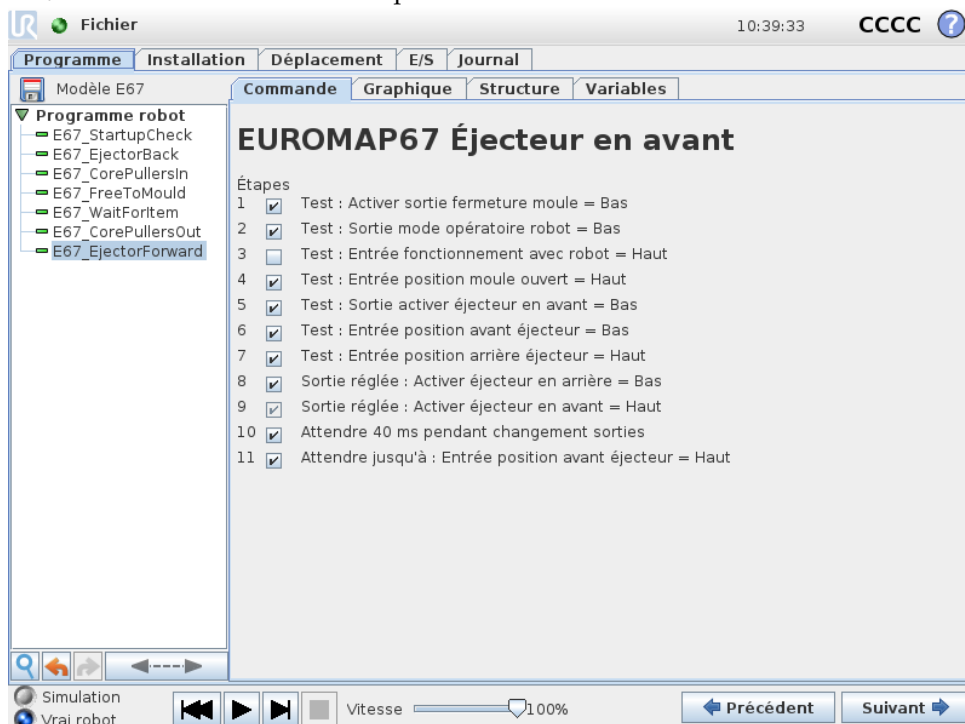 UR Fichier 10:39:33 CCCC ?
Programme Installation Déplacement E/S Journal
Modèle E67
Commande Graphique Structure Variables
Programme robot
E67_StartupCheck
E67_EjectorBack
E67_CorePullersIn
E67_FreeToMould
E67_WaitForItem
E67_CorePullersOut
E67_EjectorForward
EUROMAP67 Éjecteur en avant
Étapes
1 Test : Activer sortie fermeture moule = Bas
2 Test : Sortie mode opératoire robot = Bas
3 Test : Entrée fonctionnement avec robot = Haut
4 Test : Entrée position moule ouvert = Haut
5 Test : Sortie activer éjecteur en avant = Bas
6 Test : Entrée position avant éjecteur = Bas
7 Test : Entrée position arrière éjecteur = Haut
8 Sortie réglée : Activer éjecteur en arrière = Bas
9 Sortie réglée : Activer éjecteur en avant = Haut
10 Attendre 40 ms pendant changement sorties
11 Attendre jusqu'à : Entrée position avant éjecteur = Haut
Simulation
Vrai robot
Vitesse 100%
Précédent Suivant